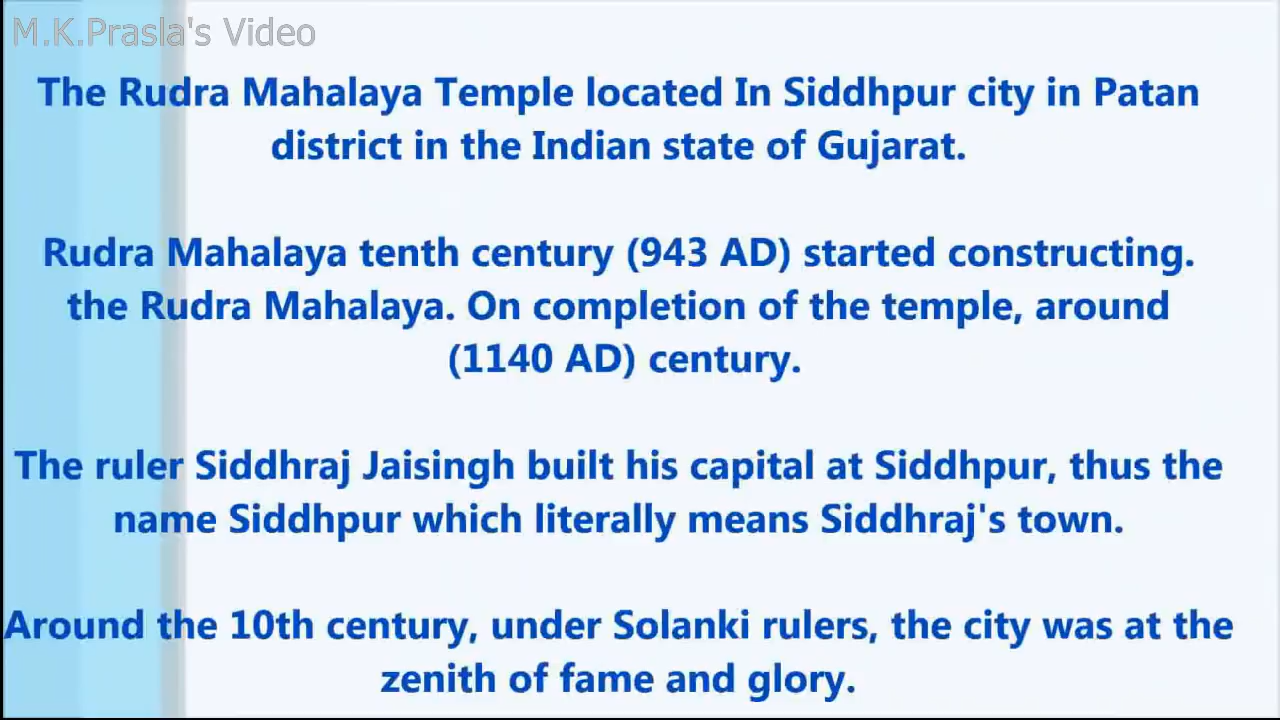 M.K.Prasla's Video
The Rudra Mahalaya Temple located In Siddhpur city in Patan
district in the Indian state of Gujarat.
Rudra Mahalaya tenth century (943 AD) started constructing.
the Rudra Mahalaya. On completion of the temple, around
(1140 AD) century.
The ruler Siddhraj Jaisingh built his capital at Siddhpur, thus the
name Siddhpur which literally means Siddhraj's town.
Around the 10th century, under Solanki rulers, the city was at the
zenith of fame and glory.